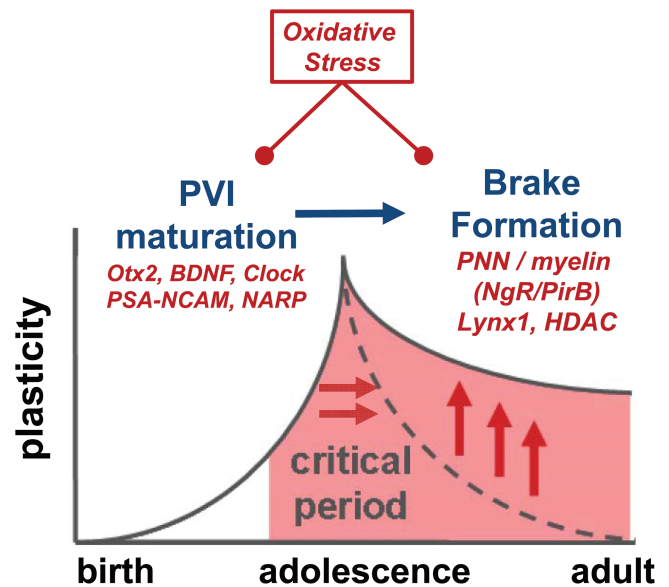 Oxidative
Stress
PVI
maturation
Otx2, BDNF, Clock
PSA-NCAM, NARP
Brake
Formation
PNN / myelin
(NgR/PirB)
Lynx1, HDAC
plasticity
critical
period
birth
adolescence
adult